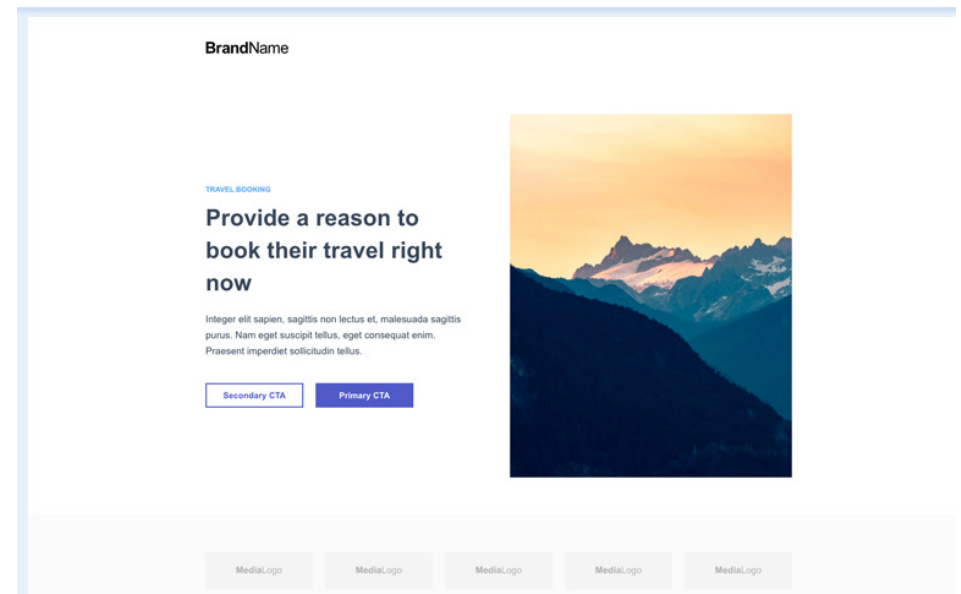 BrandName
TRAVEL BOOKING
Provide a reason to
book their travel right
now
Integer elit sapien, sagittis non lectus et, malesuada sagittis
purus. Nam eget suscipit tellus, eget consequat enim.
Praesent imperdiet sollicitudin tellus.
Secondary CTA Primary CTA
MediaLogo MediaLogo MediaLogo MediaLogo MediaLogo